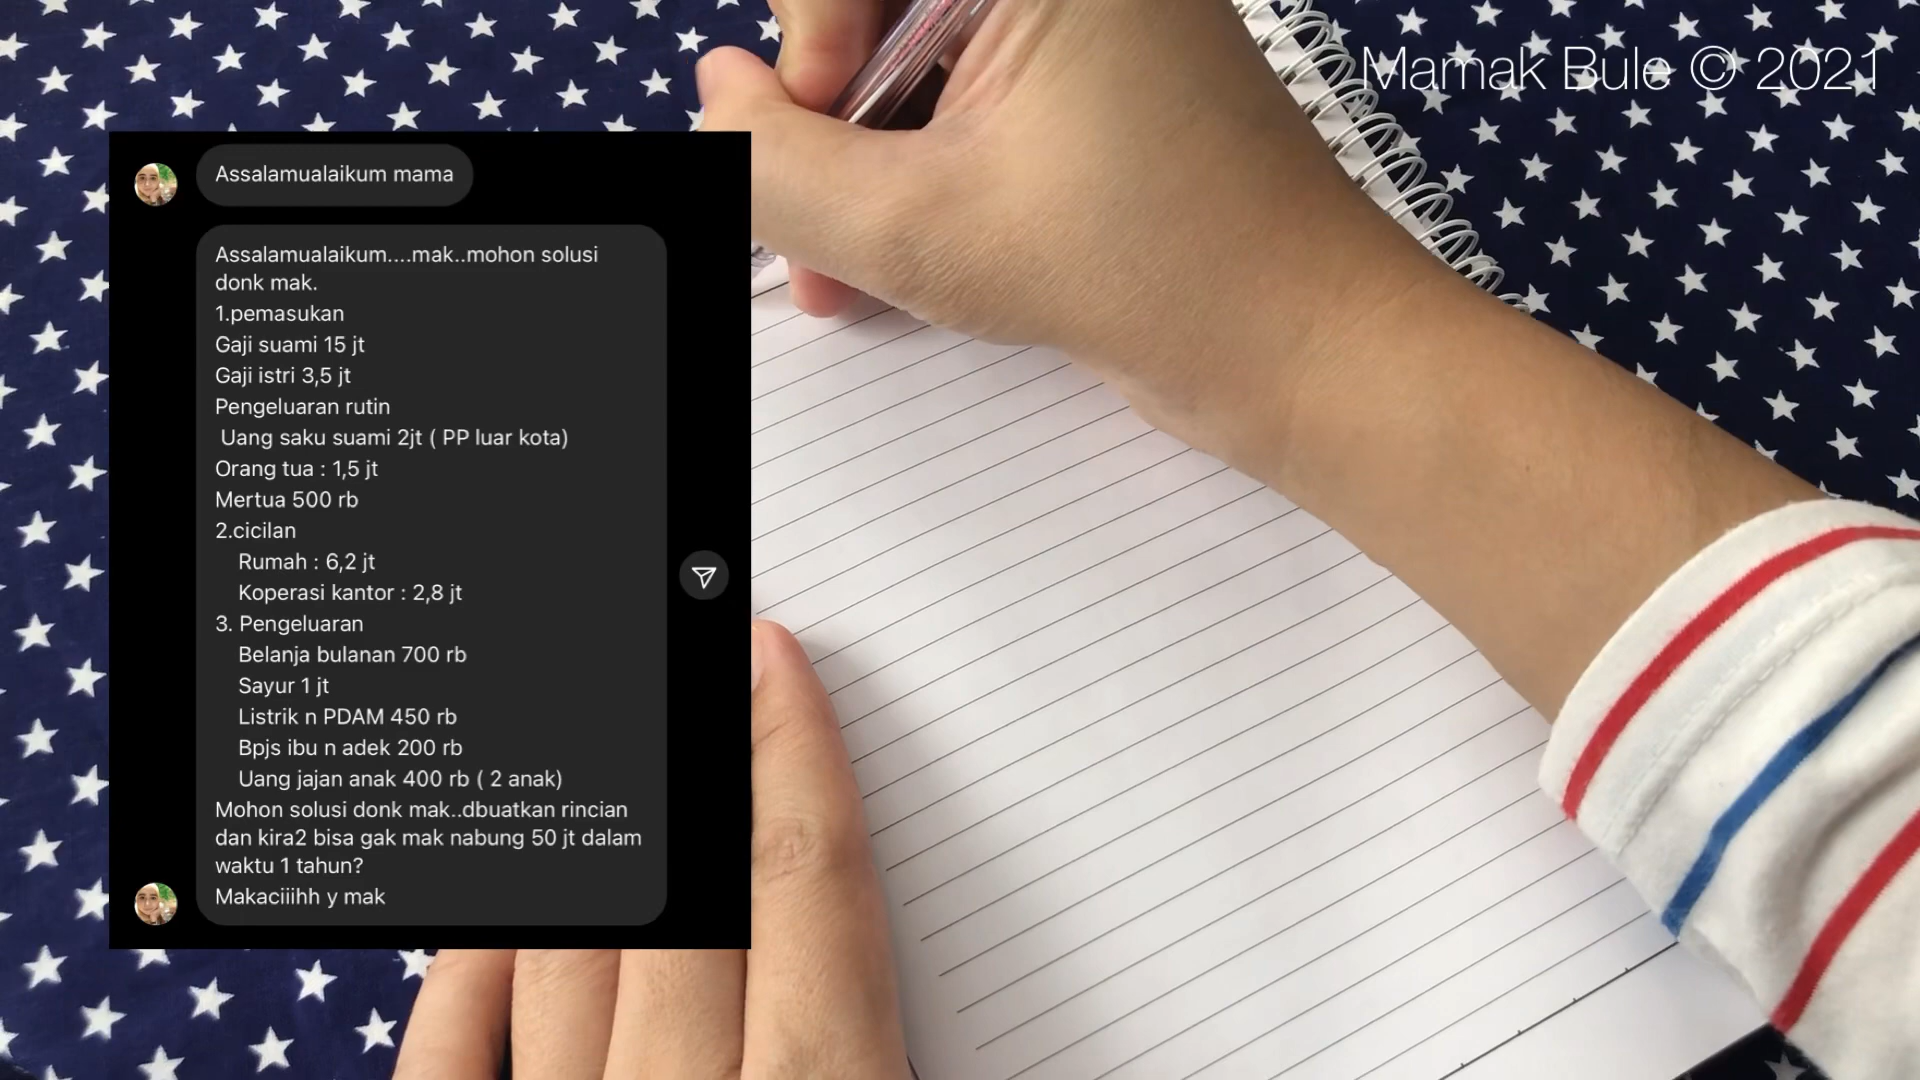 Mamak Bule © 2021
Assalamualaikum mama
Assalamualaikum....mak..mohon solusi
donk mak.
1.pemasukan
Gaji suami 15 jt
Gaji istri 3,5 jt
Pengeluaran rutin
Uang saku suami 2jt ( PP luar kota)
Orang tua : 1,5 jt
Mertua 500 rb
2.cicilan
Rumah : 6,2 jt
Koperasi kantor : 2,8 jt
3. Pengeluaran
Belanja bulanan 700 rb
Sayur 1 jt
Listrik n PDAM 450 rb
Bpjs ibu n adek 200 rb
Uang jajan anak 400 rb ( 2 anak)
Mohon solusi donk mak..dbuatkan rincian
dan kira2 bisa gak mak nabung 50 jt dalam
waktu 1 tahun?
Makaciiihh y mak